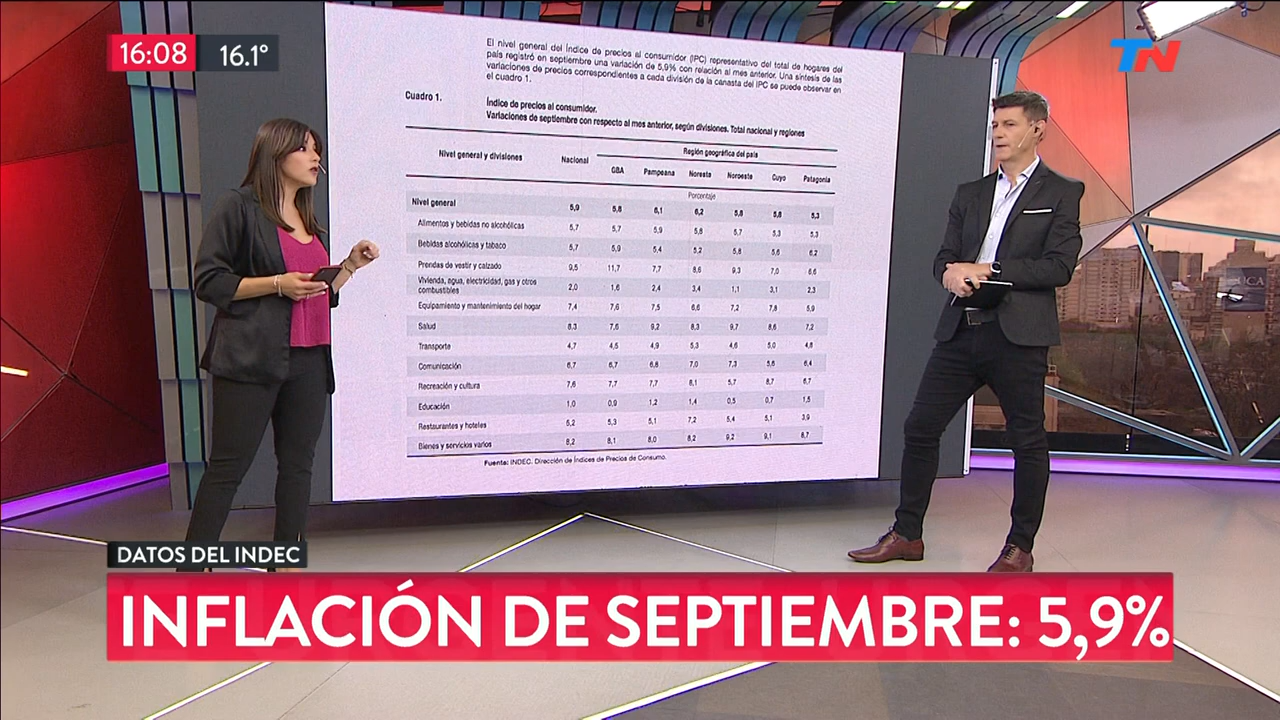 16:08 16.1°
TN
El nivel general del Índice de precios al consumidor (IPC) representativo del total de hogares del
país registró en septiembre una variación de 5,9% con relación al mes anterior. Una síntesis de las
variaciones de precios correspondientes a cada división de la canasta del IPC se puede observar en
el cuadro 1.
Cuadro 1. Índice de precios al consumidor.
Variaciones de septiembre con respecto al mes anterior, según divisiones. Total nacional y regiones
Nivel general y divisiones Nacional Región geográfica del país
GBA Pampeana Noreste Noroeste Cuyo Patagonia
Porcentaje
Nivel general 5,9 5,8 6,1 6,2 5,8 5,8 5,3
Alimentos y bebidas no alcohólicas 5,7 5,7 5,9 5,8 5,7 5,3 5,3
Bebidas alcohólicas y tabaco 5,7 5,9 5,4 5,2 5,8 5,6 6,2
Prendas de vestir y calzado 9,5 11,7 7,7 8,6 9,3 7,0 6,6
Vivienda, agua, electricidad, gas y otros
combustibles 2,0 1,6 2,4 3,4 1,1 3,1 2,3
Equipamiento y mantenimiento del hogar 7,4 7,6 7,5 6,6 7,2 7,8 5,9
Salud 8,3 7,6 9,2 8,3 9,7 8,6 7,2
Transporte 4,7 4,5 4,9 5,3 4,6 5,0 4,8
Comunicación 6,7 6,7 6,8 7,0 7,3 5,8 6,4
Recreación y cultura 7,6 7,7 7,7 8,1 5,7 8,7 6,7
Educación 1,0 0,9 1,2 1,4 0,5 0,7 1,5
Restaurantes y hoteles 5,2 5,3 5,1 7,2 5,4 5,1 3,9
Bienes y servicios varios 8,2 8,1 8,0 8,2 9,2 9,1 8,7
Fuente: INDEC. Dirección de Índices de Precios de Consumo.
DATOS DEL INDEC
INFLACIÓN DE SEPTIEMBRE: 5,9%